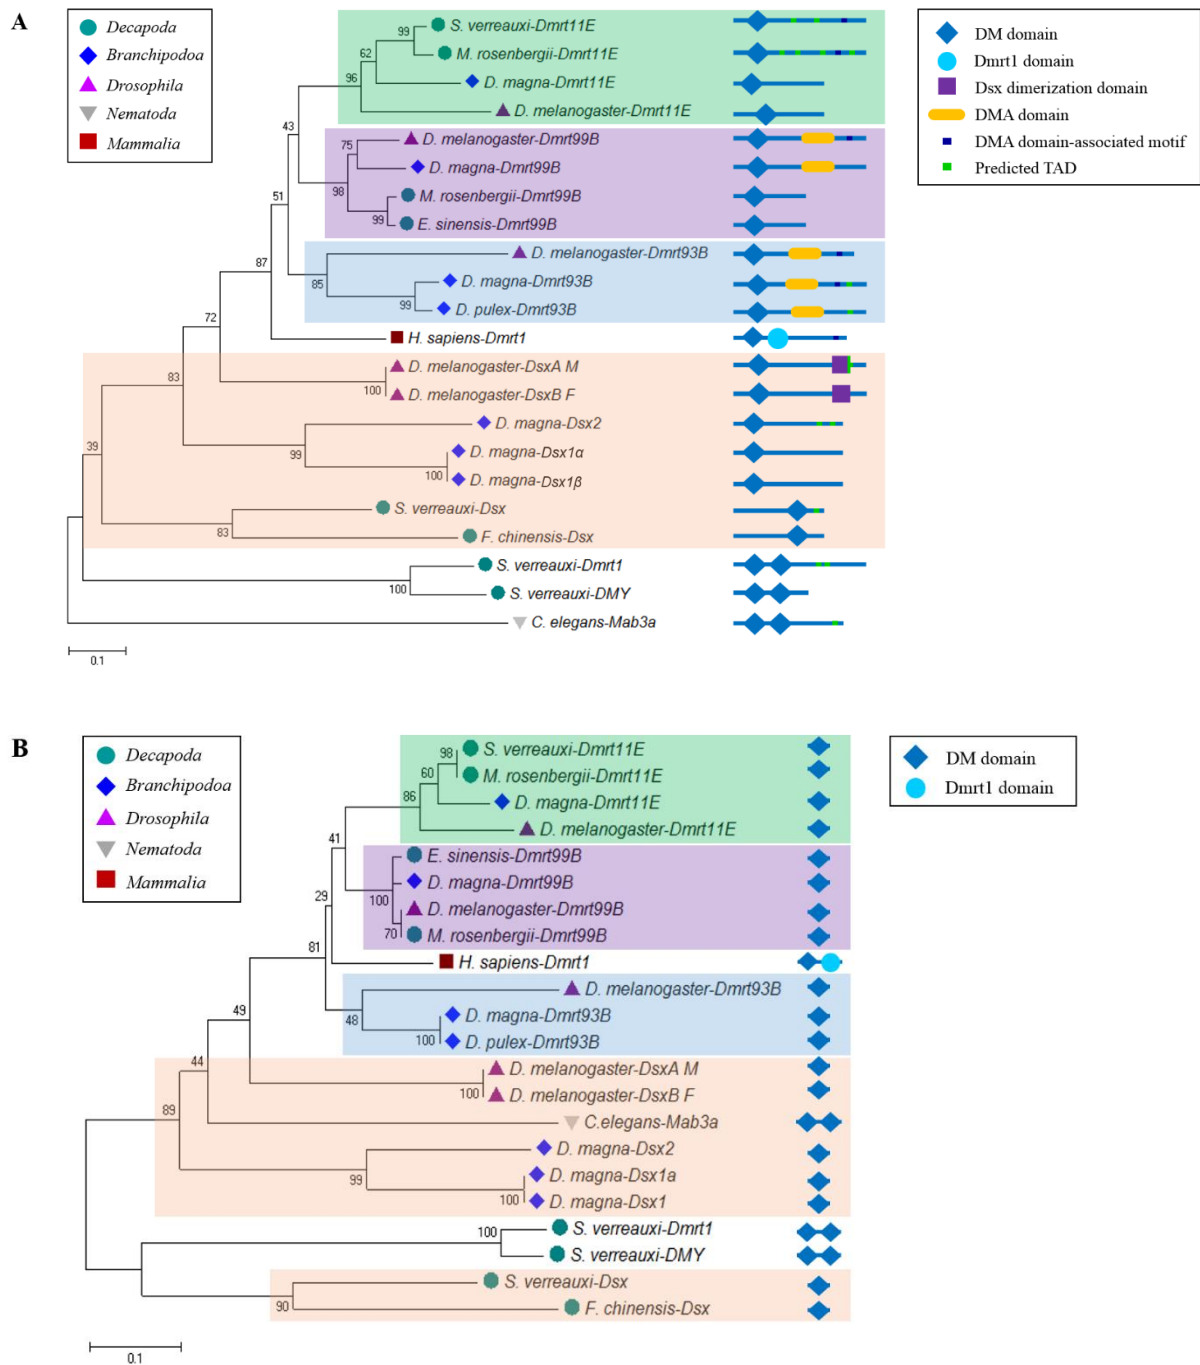 A
Decapoda
Branchipodoa
Drosophila
Nematoda
Mammalia
DM domain
Dmrt1 domain
Dsx dimerization domain
DMA domain
DMA domain-associated motif
Predicted TAD
99
S. verreauxi-Dmrt11E
62
M. rosenbergii-Dmrt11E
96
D. magna-Dmrt11E
D. melanogaster-Dmrt11E
43
75
D. melanogaster-Dmrt99B
D. magna-Dmrt99B
98
M. rosenbergii-Dmrt99B
99
E. sinensis-Dmrt99B
51
D. melanogaster-Dmrt93B
87
85
D. magna-Dmrt93B
99
D. pulex-Dmrt93B
72
H. sapiens-Dmrt1
83
D. melanogaster-DsxA M
100
D. melanogaster-DsxB F
39
D. magna-Dsx2
99
D. magna-Dsx1α
100
D. magna-Dsx1β
S. verreauxi-Dsx
83
F. chinensis-Dsx
S. verreauxi-Dmrt1
100
S. verreauxi-DMY
C. elegans-Mab3a
0.1
B
Decapoda
Branchipodoa
Drosophila
Nematoda
Mammalia
DM domain
Dmrt1 domain
98
S. verreauxi-Dmrt11E
60
M. rosenbergii-Dmrt11E
86
D. magna-Dmrt11E
D. melanogaster-Dmrt11E
41
E. sinensis-Dmrt99B
D. magna-Dmrt99B
100
D. melanogaster-Dmrt99B
29
70
M. rosenbergii-Dmrt99B
81
H. sapiens-Dmrt1
D. melanogaster-Dmrt93B
49
48
D. magna-Dmrt93B
100
D. pulex-Dmrt93B
44
D. melanogaster-DsxA M
100
D. melanogaster-DsxB F
89
C.elegans-Mab3a
D. magna-Dsx2
99
D. magna-Dsx1a
100
D. magna-Dsx1
100
S. verreauxi-Dmrt1
S. verreauxi-DMY
S. verreauxi-Dsx
90
F. chinensis-Dsx
0.1